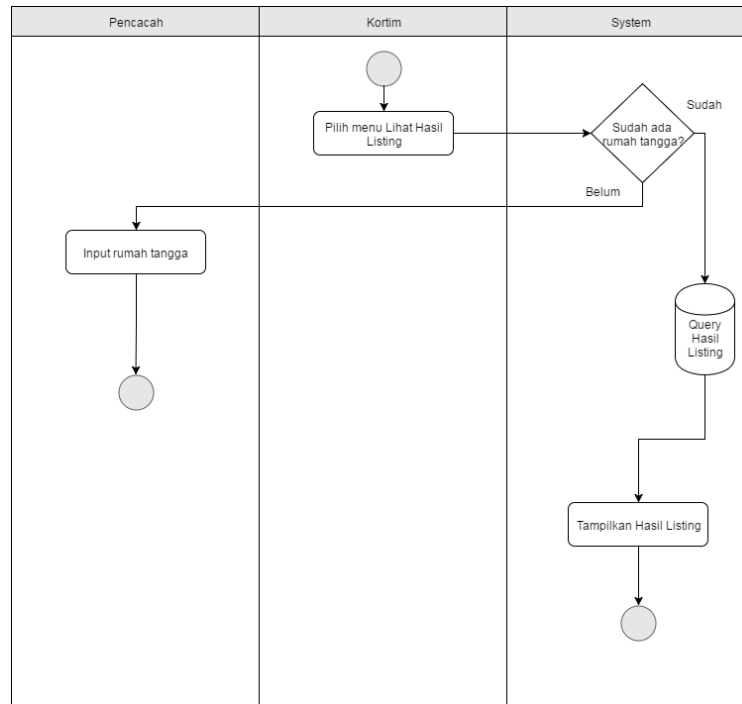 Pencacah
Kortim
System
Pilih menu Lihat Hasil
Listing
Sudah ada
rumah tangga?
Sudah
Belum
Input rumah tangga
Query
Hasil
Listing
Tampilkan Hasil Listing